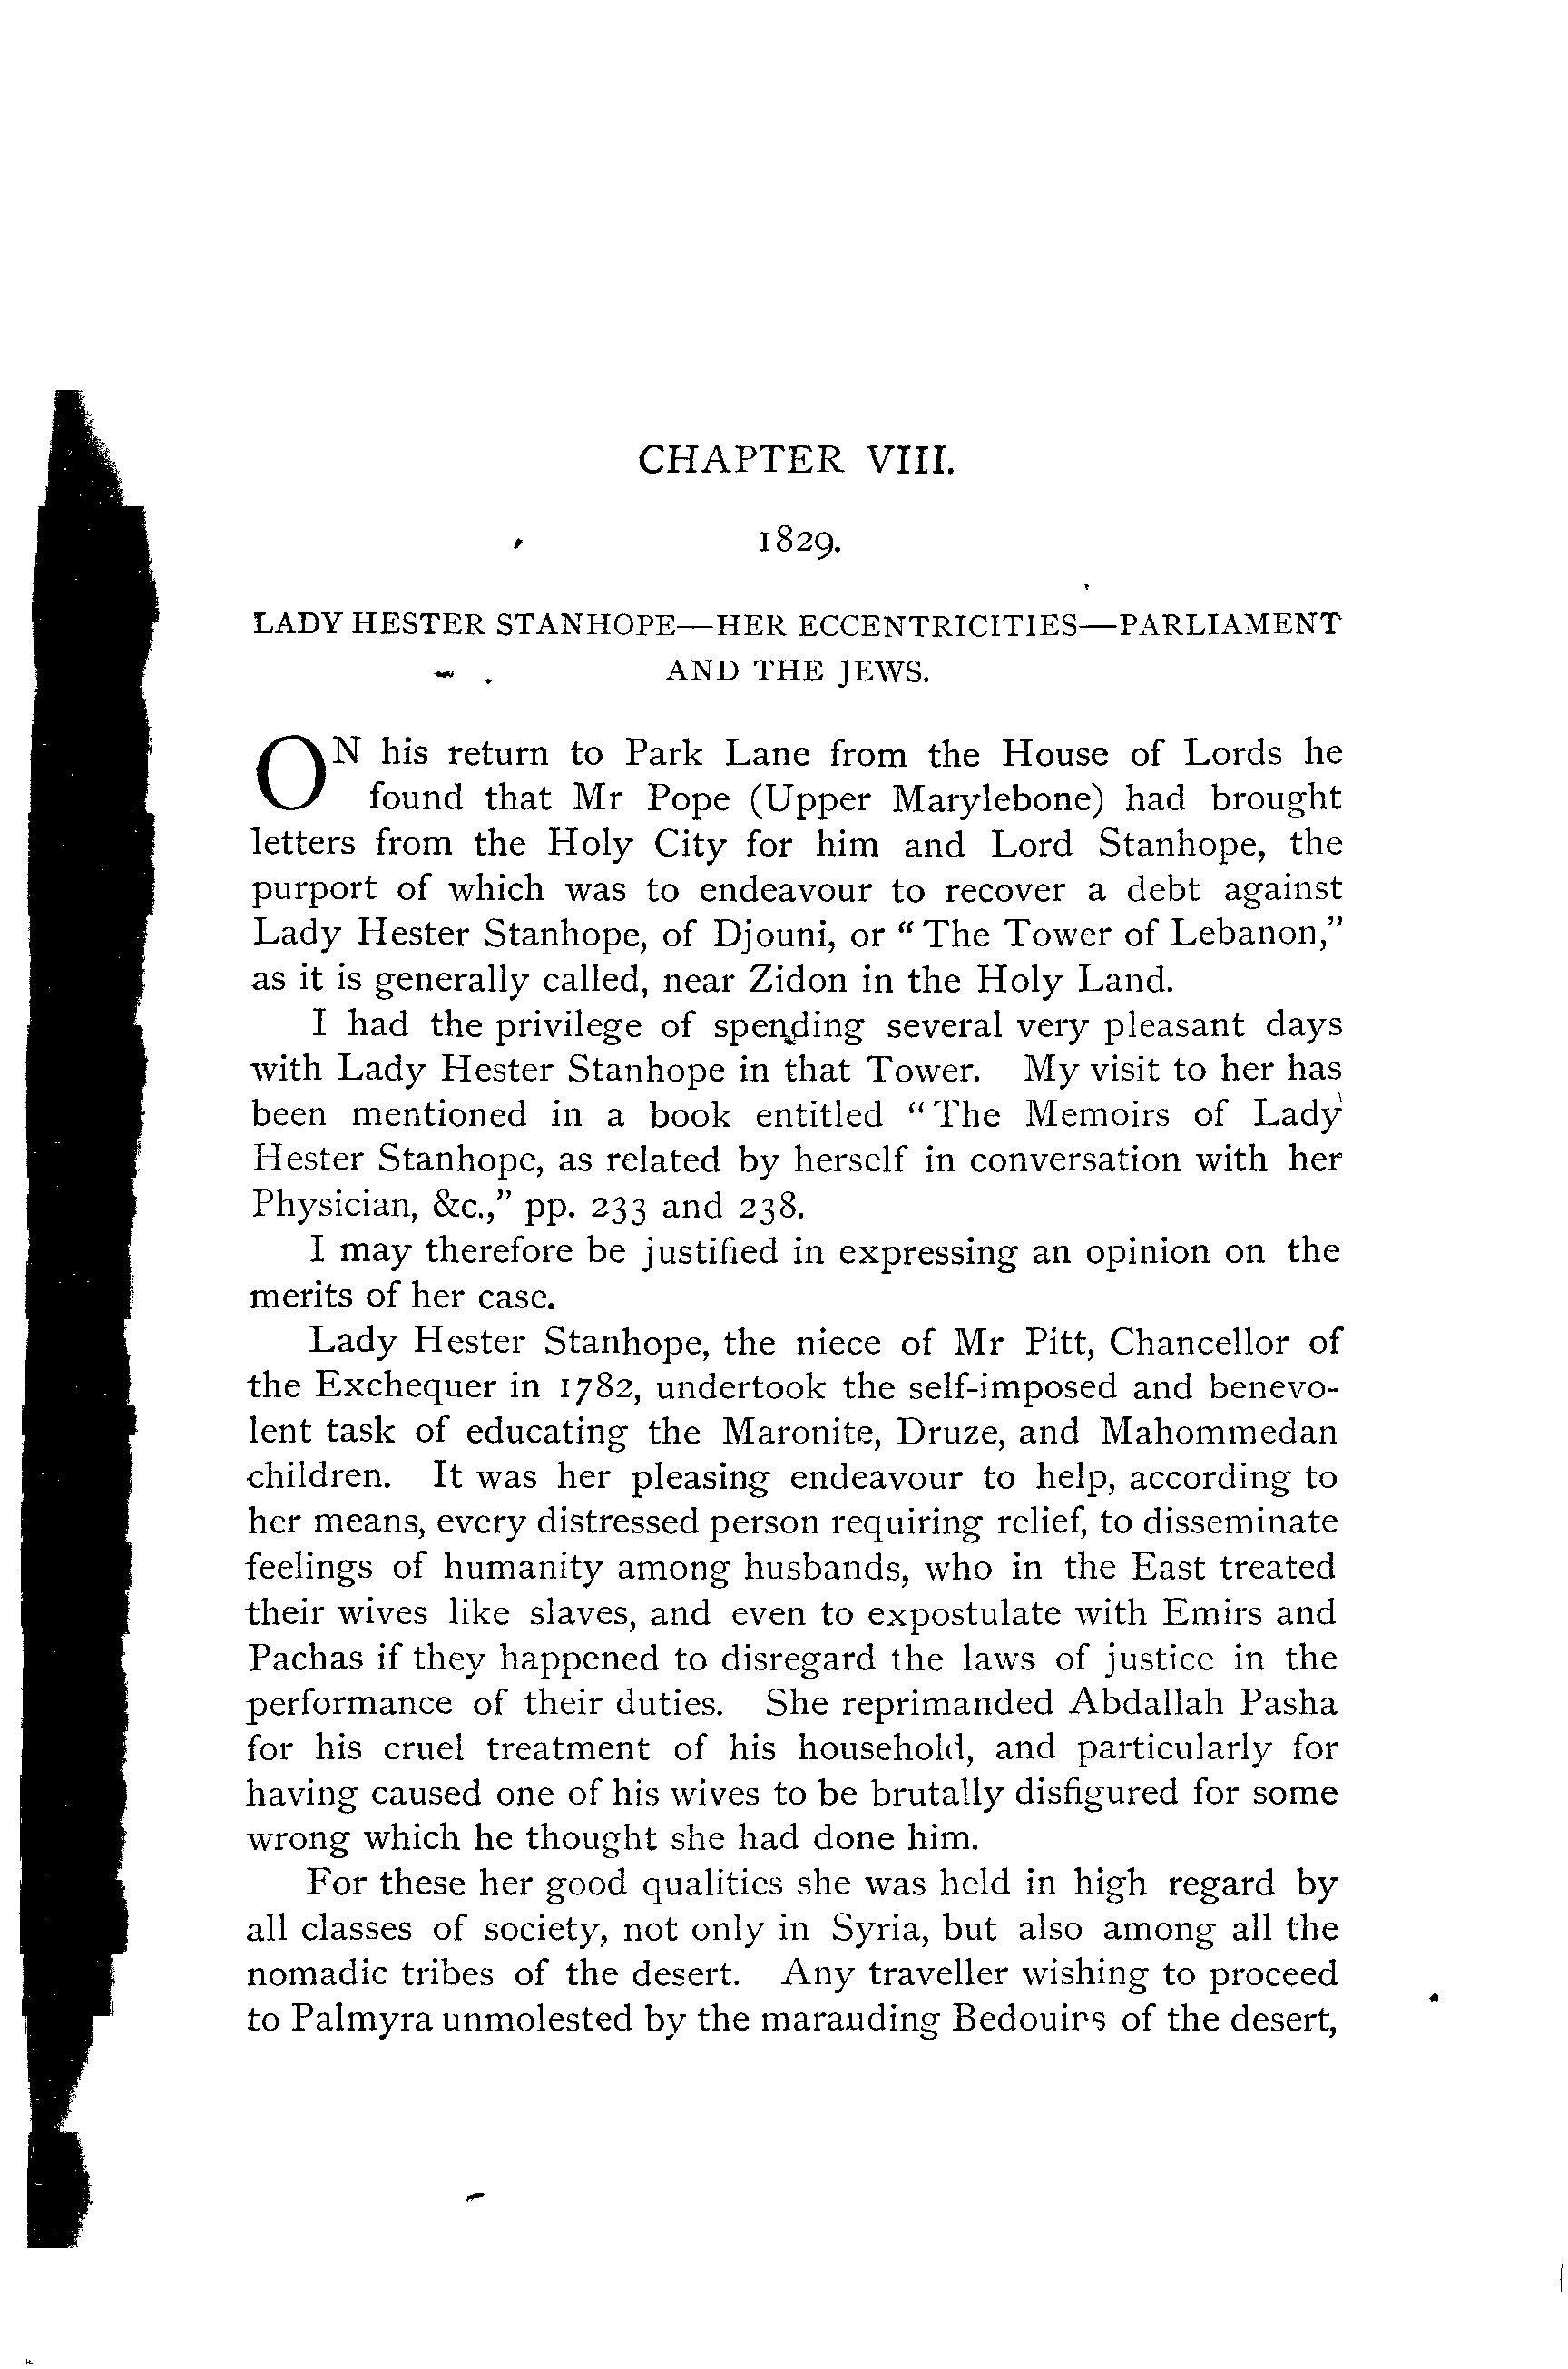 CHAPTER VIII.
1829.
LADY HESTER STANHOPE—HER ECCENTRICITIES—PARLIAMENT
AND THE JEWS.
ON his return to Park Lane from the House of Lords he
found that Mr Pope (Upper Marylebone) had brought
letters from the Holy City for him and Lord Stanhope, the
purport of which was to endeavour to recover a debt against
Lady Hester Stanhope, of Djouni, or “The Tower of Lebanon,”
as it is generally called, near Zidon in the Holy Land.
I had the privilege of spending several very pleasant days
with Lady Hester Stanhope in that Tower. My visit to her has
been mentioned in a book entitled “The Memoirs of Lady
Hester Stanhope, as related by herself in conversation with her
Physician, &c.,” pp. 233 and 238.
I may therefore be justified in expressing an opinion on the
merits of her case.
Lady Hester Stanhope, the niece of Mr Pitt, Chancellor of
the Exchequer in 1782, undertook the self-imposed and benevo-
lent task of educating the Maronite, Druze, and Mahommedan
children. It was her pleasing endeavour to help, according to
her means, every distressed person requiring relief, to disseminate
feelings of humanity among husbands, who in the East treated
their wives like slaves, and even to expostulate with Emirs and
Pachas if they happened to disregard the laws of justice in the
performance of their duties. She reprimanded Abdallah Pasha
for his cruel treatment of his household, and particularly for
having caused one of his wives to be brutally disfigured for some
wrong which he thought she had done him.
For these her good qualities she was held in high regard by
all classes of society, not only in Syria, but also among all the
nomadic tribes of the desert. Any traveller wishing to proceed
to Palmyra unmolested by the marauding Bedouins of the desert,